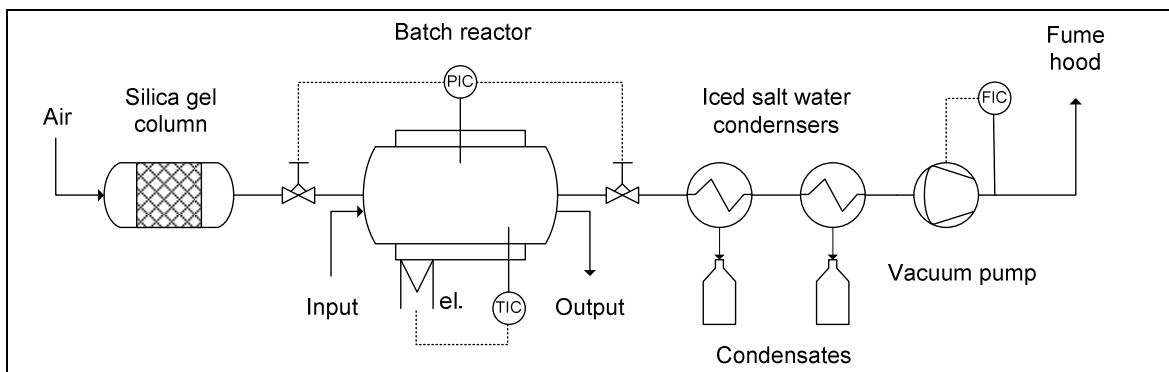 Batch reactor
Fume
hood
PIC
FIC
Silica gel
column
Iced salt water
condernsers
Air
Vacuum pump
Input
el.
TIC
Output
Condensates